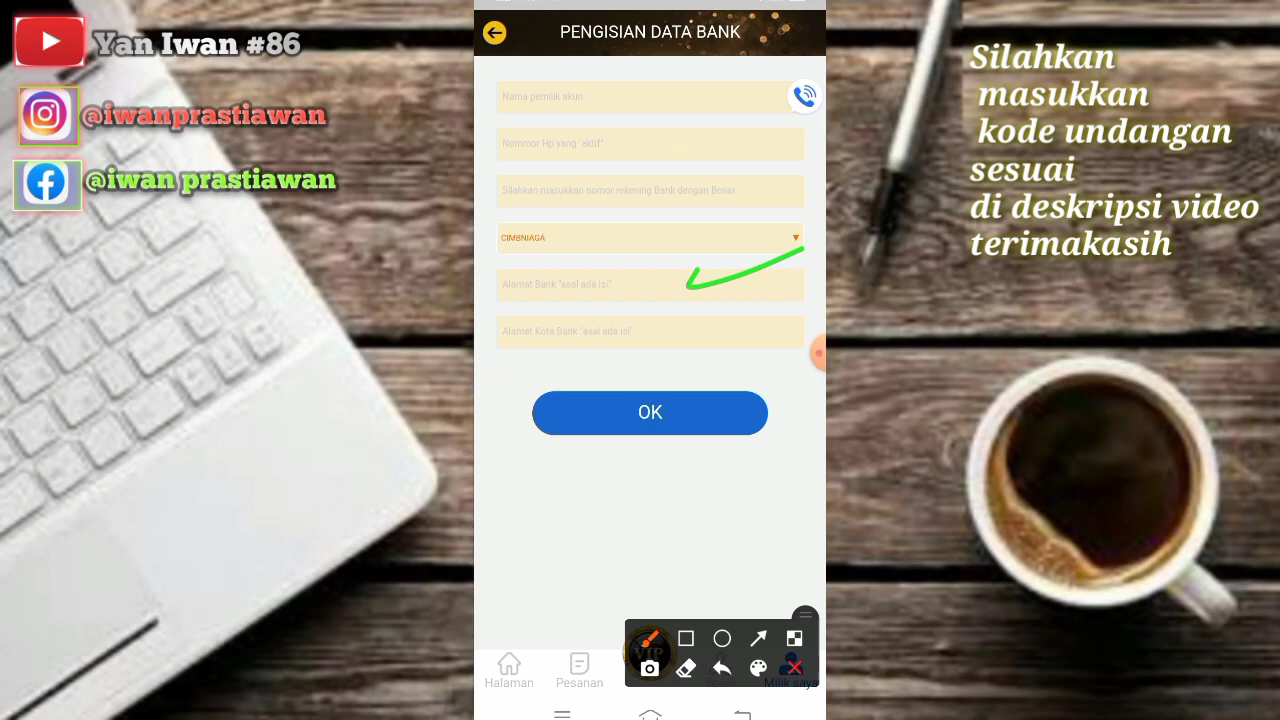 Yan Iwan #86
@iwanprastiawan
@iwan prastiawan
PENGISIAN DATA BANK
Nama pemilik akun
Nommor Hp yang "aktif"
Silahkan masukkan nomor rekening Bank dengan Benar
CIMBNIAGA
Alamat Bank "asal ada isi"
Alamat Kota Bank "asal ada isi"
OK
VIP
Halaman
Pesanan
Milik saya
Silahkan
masukkan
kode undangan
sesuai
di deskripsi video
terimakasih